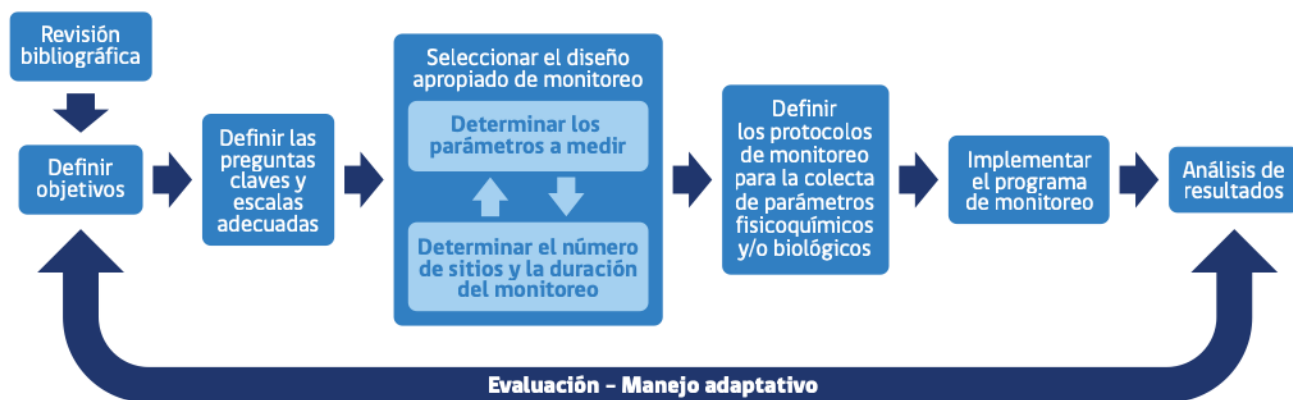 Revisión
bibliográfica
Definir
objetivos
Definir las
preguntas
claves y
escalas
adecuadas
Seleccionar el diseño
apropiado de monitoreo
Determinar los
parámetros a medir
Determinar el número
de sitios y la duración
del monitoreo
Definir
los protocolos
de monitoreo
para la colecta
de parámetros
fisicoquímicos
y/o biológicos
Implementar
el programa
de monitoreo
Análisis de
resultados
Evaluación – Manejo adaptativo